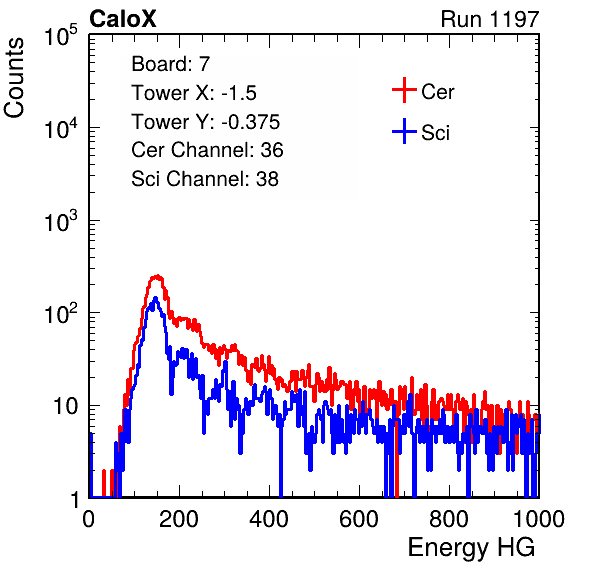 CaloX Run 1197
Counts
Board: 7
Tower X: -1.5
Tower Y: -0.375
Cer Channel: 36
Sci Channel: 38
Cer
Sci
10^5
10^4
10^3
10^2
10
1
0 200 400 600 800 1000
Energy HG